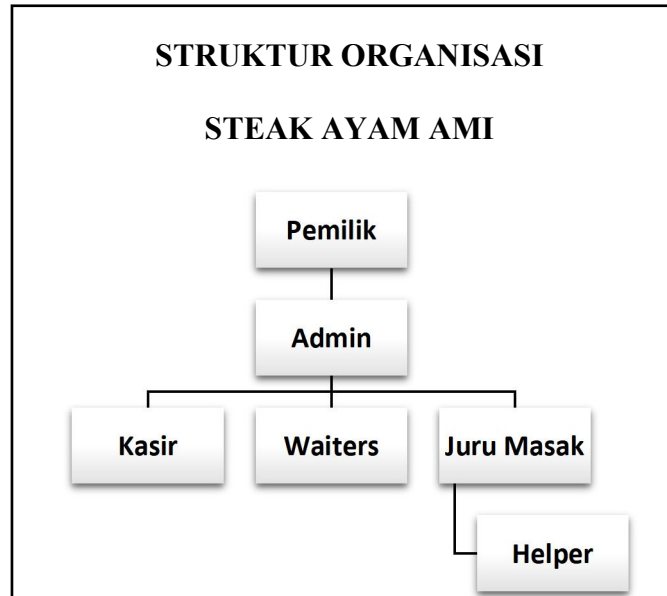 STRUKTUR ORGANISASI
STEAK AYAM AMI
Pemilik
Admin
Kasir
Waiters
Juru Masak
Helper